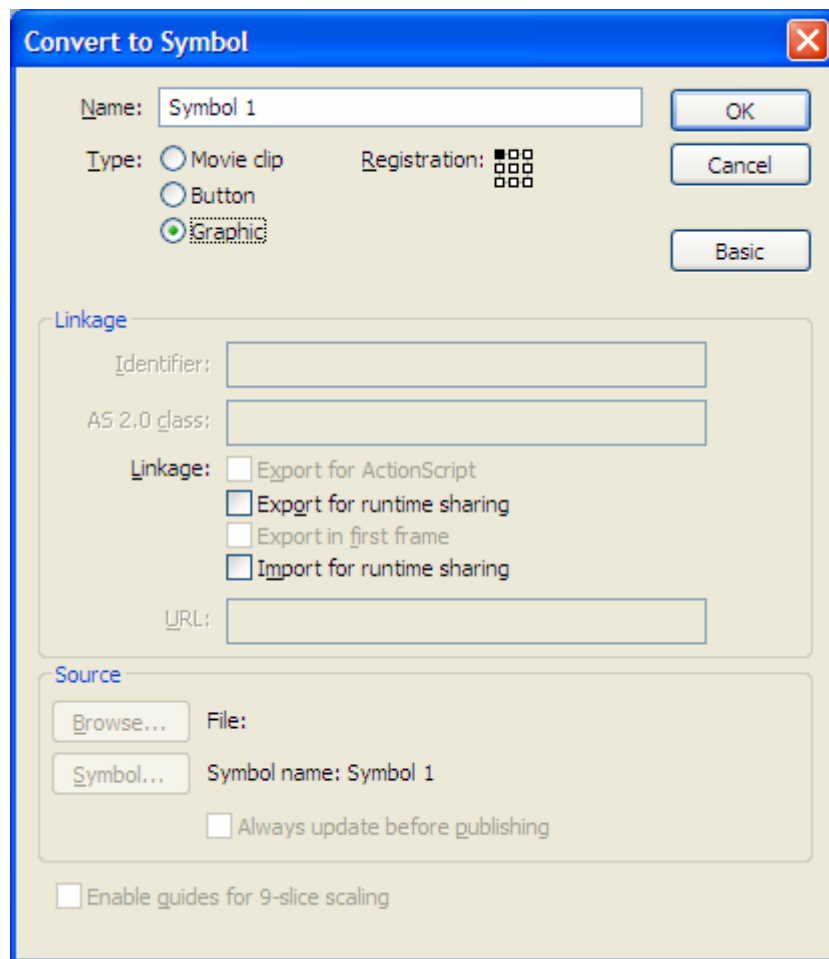 Convert to Symbol
Name: Symbol 1 OK
Type: Movie clip Registration: Cancel
Button
Graphic
Basic
Linkage
Identifier:
AS 2.0 class:
Linkage: Export for ActionScript
Export for runtime sharing
Export in first frame
Import for runtime sharing
URL:
Source
Browse... File:
Symbol... Symbol name: Symbol 1
Always update before publishing
Enable guides for 9-slice scaling